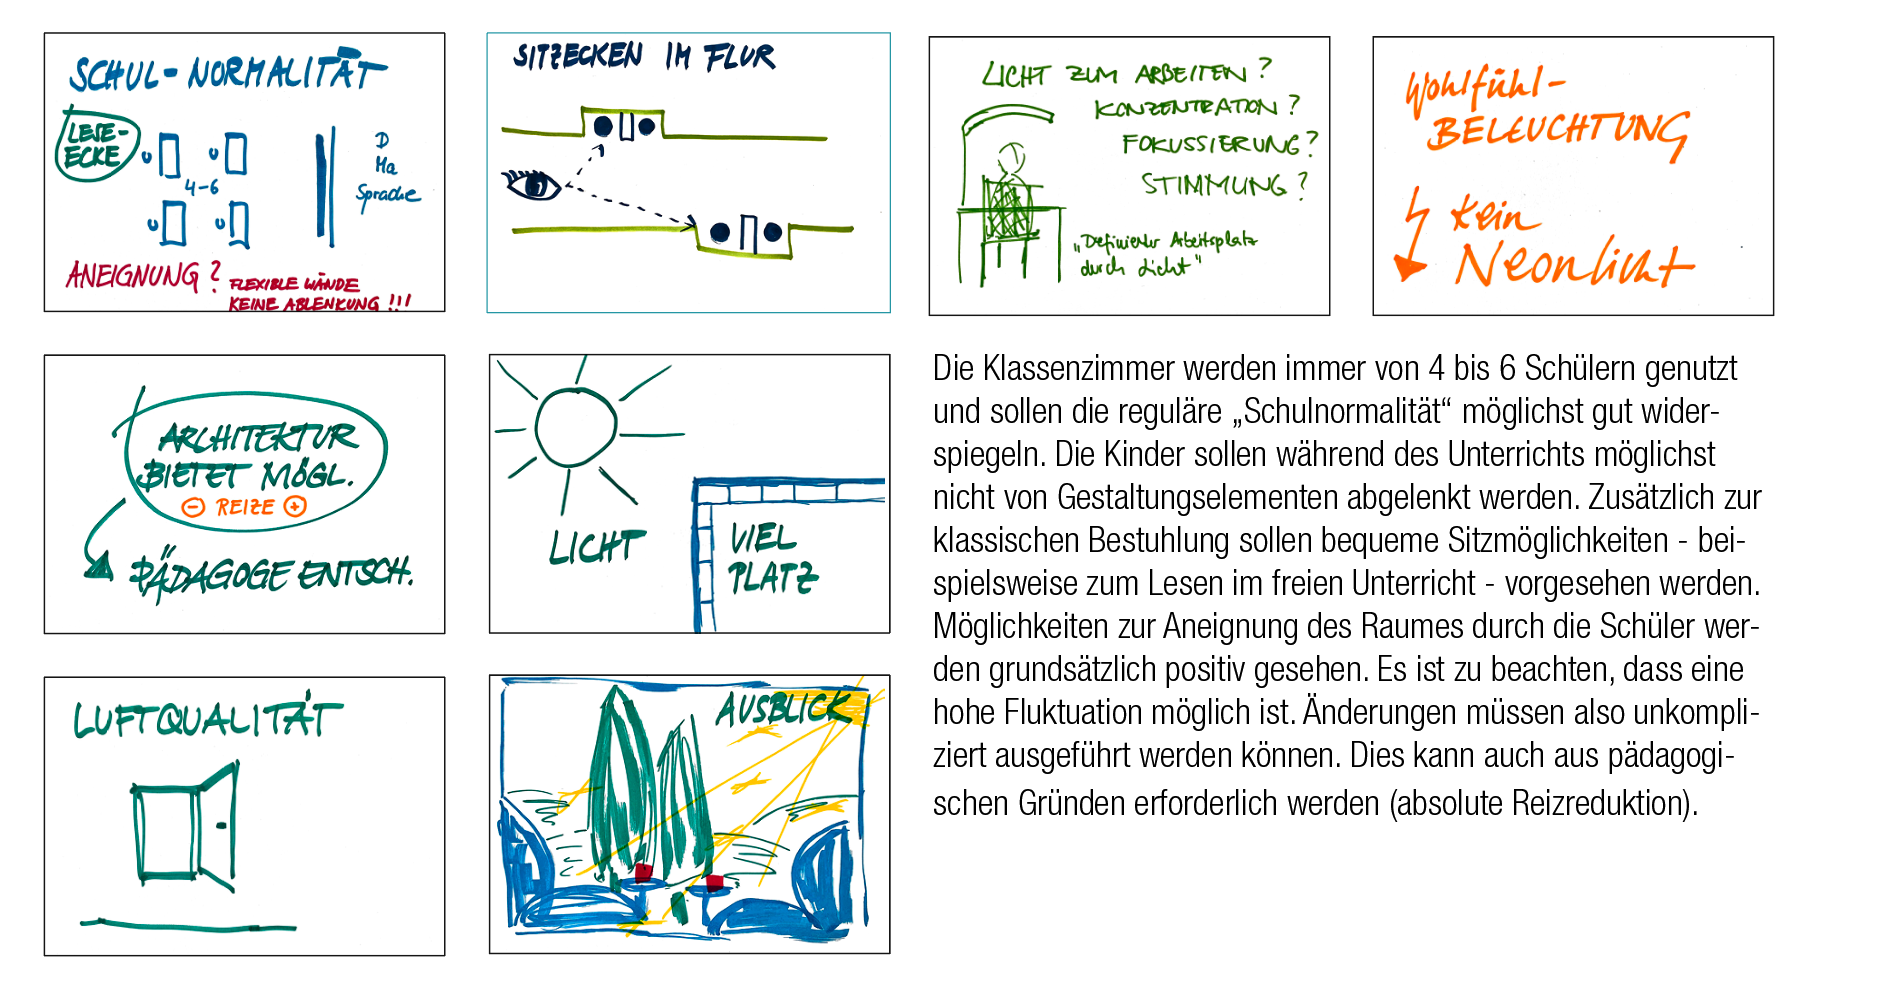 SCHUL-NORMALITÄT
LESE-
ECKE
4-6
D
Ma
Sprache
ANEIGNUNG?
FLEXIBLE WÄNDE
KEINE ABLENKUNG!!!
SITZECKEN IM FLUR
LICHT ZUM ARBEITEN?
KONZENTRATION?
FOKUSSIERUNG?
STIMMUNG?
„Definierter Arbeitsplatz
durch Licht"
Wohlfühl-
BELEUCHTUNG
kein
Neonlicht
ARCHITEKTUR
BIETET MÖGL.
- REIZE +
PÄDAGOGE ENTSCH.
LICHT
VIEL
PLATZ
LUFTQUALITÄT
AUSBLICK
Die Klassenzimmer werden immer von 4 bis 6 Schülern genutzt
und sollen die reguläre „Schulnormalität“ möglichst gut wider-
spiegeln. Die Kinder sollen während des Unterrichts möglichst
nicht von Gestaltungselementen abgelenkt werden. Zusätzlich zur
klassischen Bestuhlung sollen bequeme Sitzmöglichkeiten - bei-
spielsweise zum Lesen im freien Unterricht - vorgesehen werden.
Möglichkeiten zur Aneignung des Raumes durch die Schüler wer-
den grundsätzlich positiv gesehen. Es ist zu beachten, dass eine
hohe Fluktuation möglich ist. Änderungen müssen also unkompli-
ziert ausgeführt werden können. Dies kann auch aus pädagogi-
schen Gründen erforderlich werden (absolute Reizreduktion).